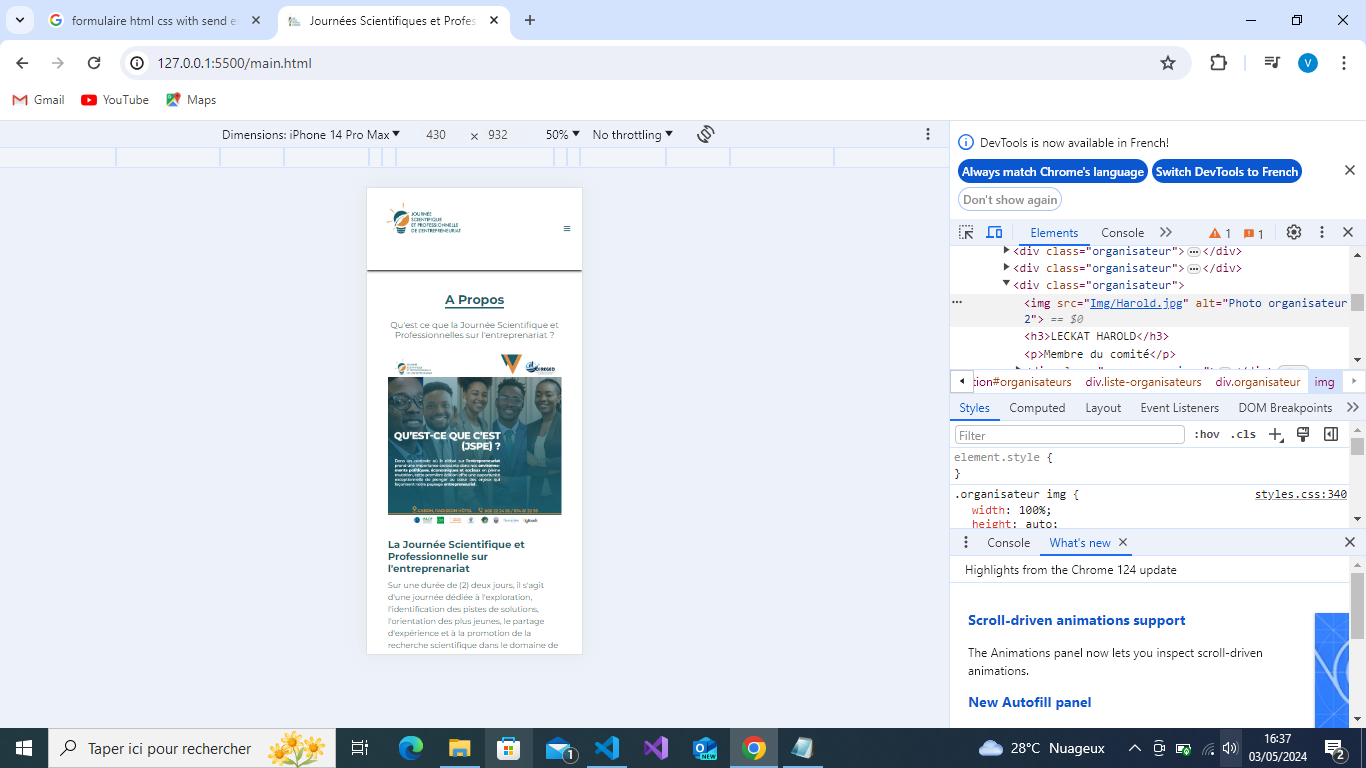 formulaire html css with send e
Journées Scientifiques et Profes
127.0.0.1:5500/main.html
Gmail
YouTube
Maps
Dimensions: iPhone 14 Pro Max
430
×
932
50%
No throttling
JOURNÉE
SCIENTIFIQUE
ET PROFESSIONNELLE
DE L'ENTREPRENEURIAT
A Propos
Qu'est ce que la Journée Scientifique et
Professionnelles sur l'entreprenariat ?
QU'EST-CE QUE C'EST
(JSPE) ?
La Journée Scientifique et
Professionnelle sur
l'entreprenariat
Sur une durée de (2) deux jours, il s'agit
d'une journée dédiée à l'exploration,
l'identification des pistes de solutions,
l'orientation des plus jeunes, le partage
d'expérience et à la promotion de la
recherche scientifique dans le domaine de
DevTools is now available in French!
Always match Chrome's language
Switch DevTools to French
Don't show again
Elements
Console
1
1
<div class="organisateur">⋯</div>
<div class="organisateur">⋯</div>
<div class="organisateur">
<img src="Img/Harold.jpg" alt="Photo organisateur
2"> == $0
<h3>LECKAT HAROLD</h3>
<p>Membre du comité</p>
tion#organisateurs
div.liste-organisateurs
div.organisateur
img
Styles
Computed
Layout
Event Listeners
DOM Breakpoints
Filter
:hov
.cls
element.style {
}
.organisateur img {
styles.css:340
width: 100%;
height: auto;
Console
What's new
Highlights from the Chrome 124 update
Scroll-driven animations support
The Animations panel now lets you inspect scroll-driven
animations.
New Autofill panel
Taper ici pour rechercher
1
NEW
28°C Nuageux
16:37
03/05/2024
2
V